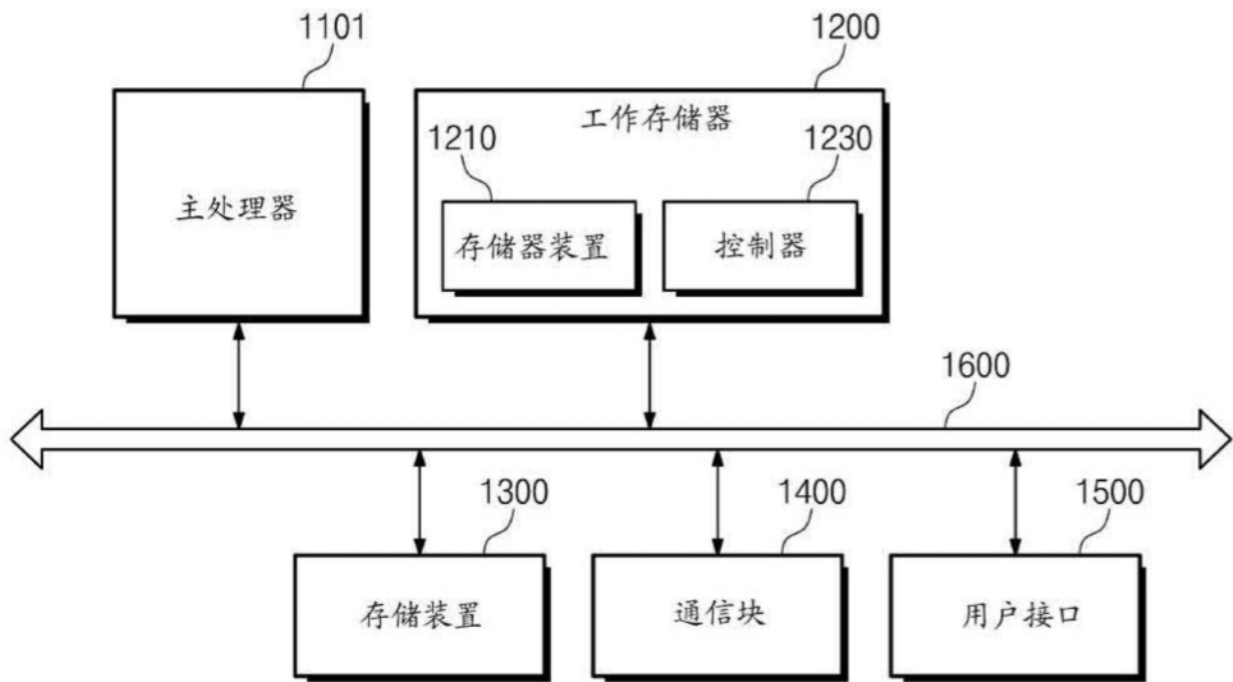 1101
1200
主处理器
工作存储器
1210
1230
存储器装置
控制器
1600
1300
1400
1500
存储装置
通信块
用户接口